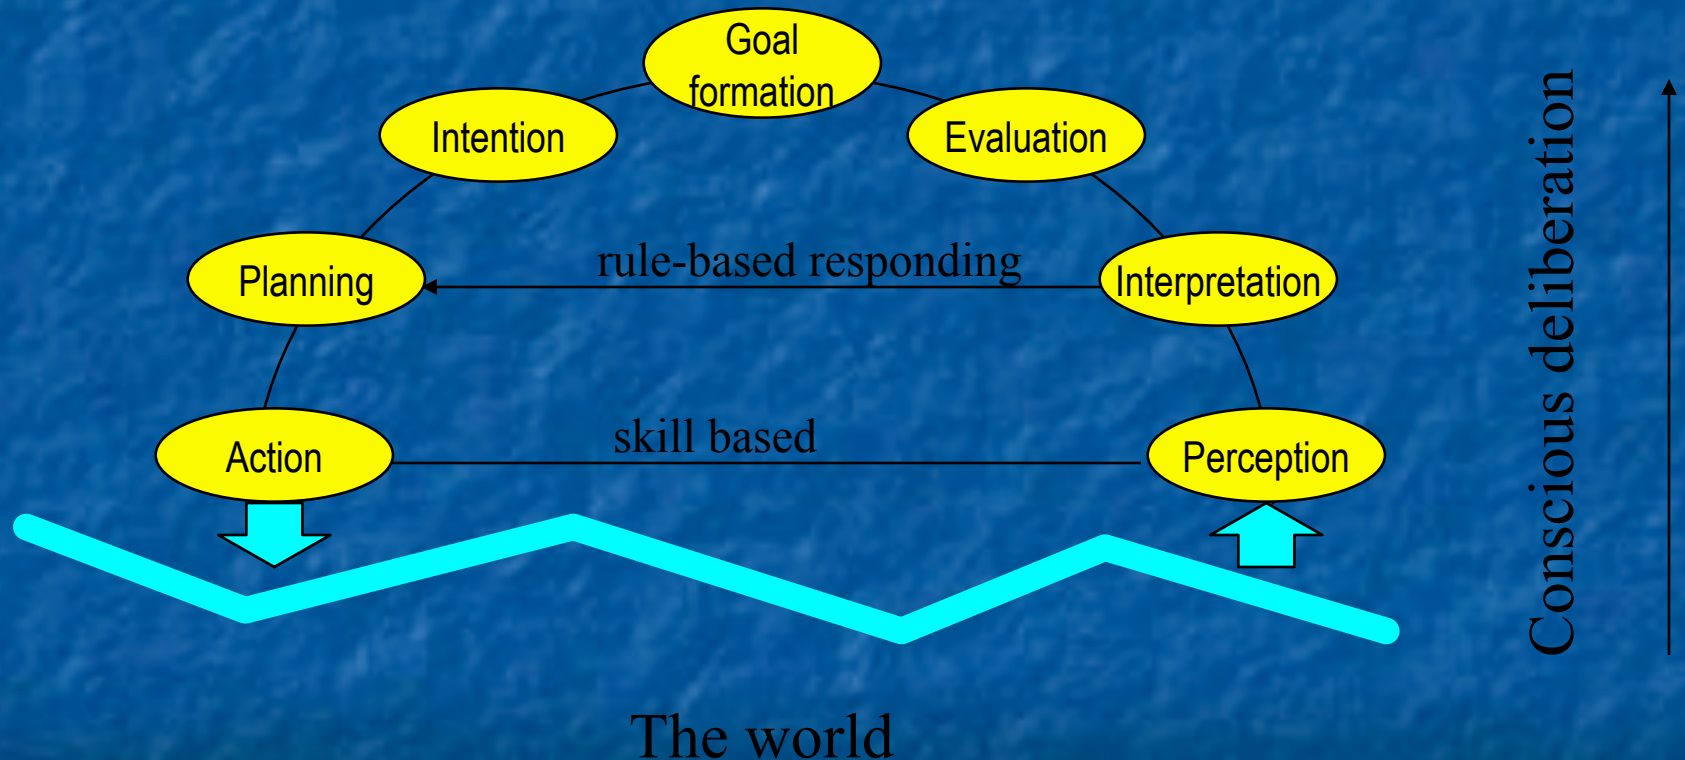 Goal
formation
Intention
Evaluation
Planning
rule-based responding
Interpretation
Action
skill based
Perception
The world
Conscious deliberation